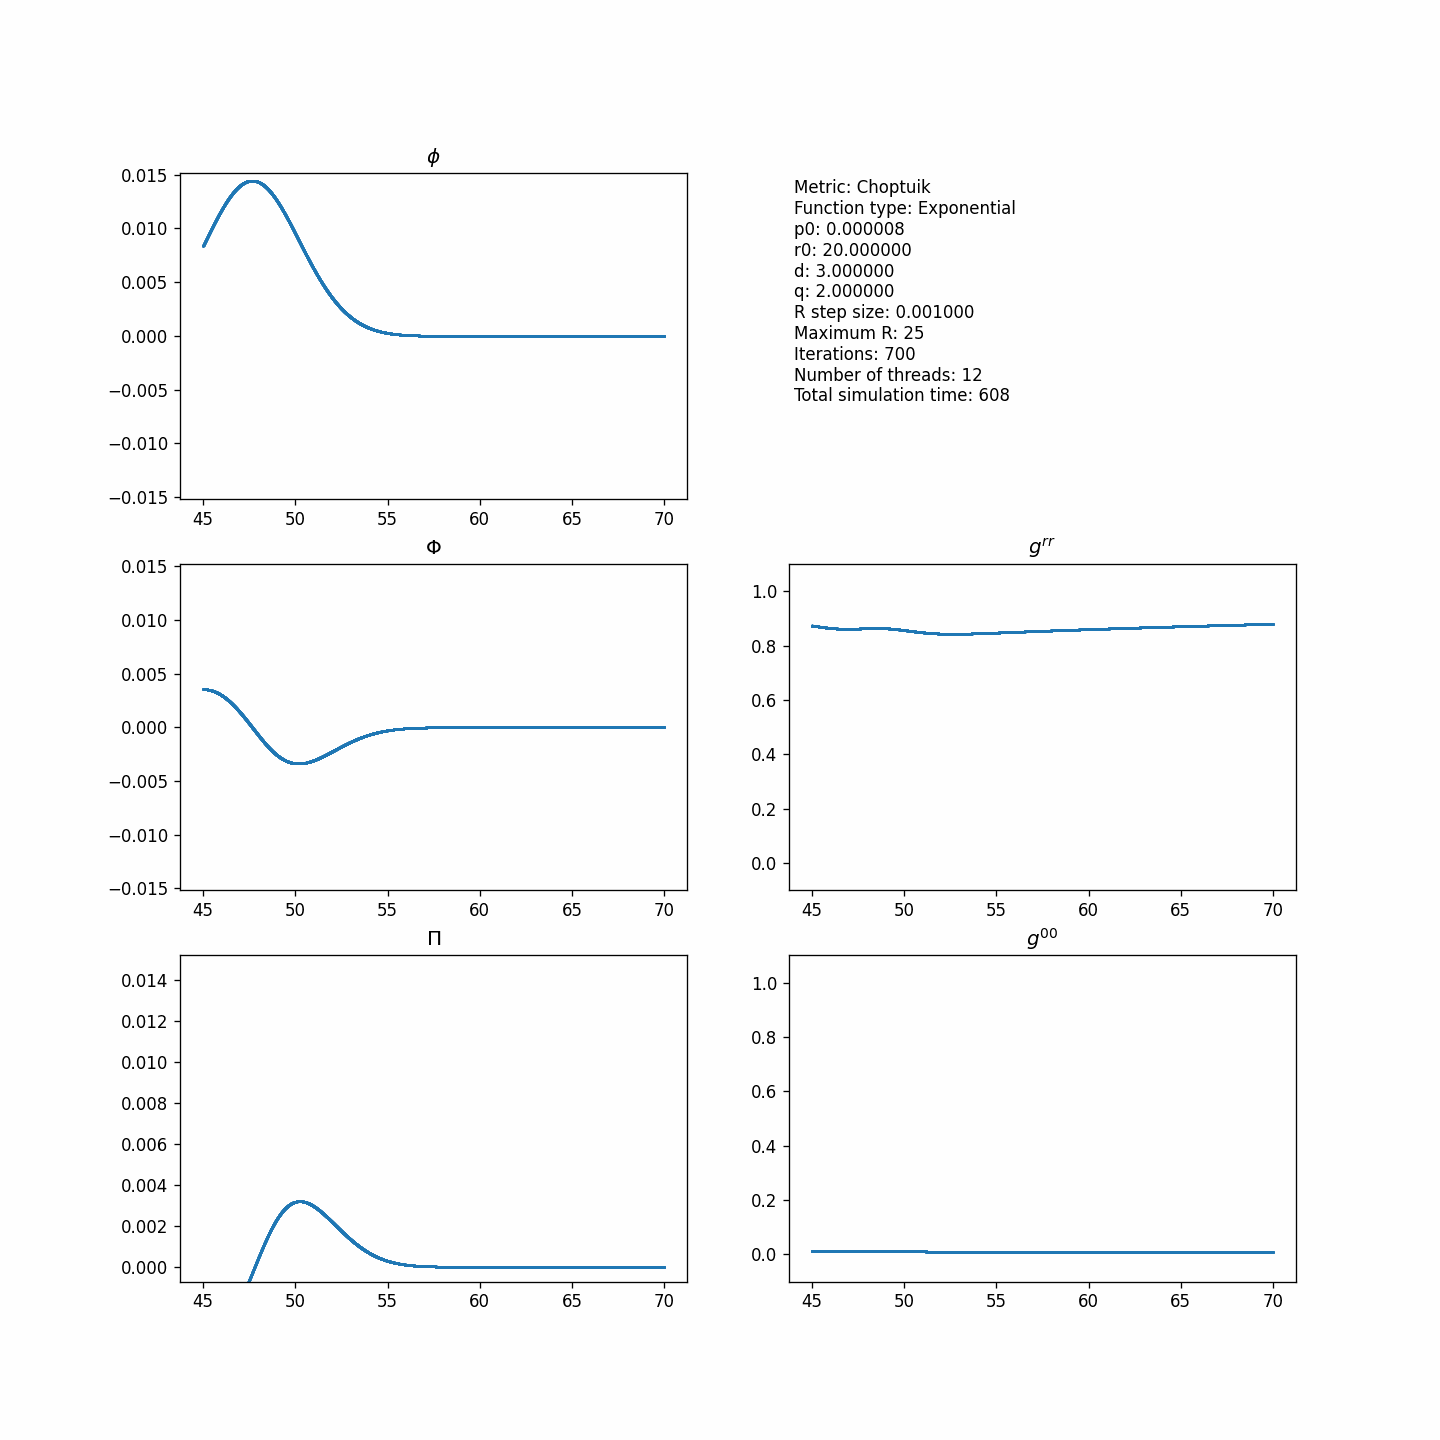 ϕ
0.015
0.010
0.005
0.000
−0.005
−0.010
−0.015
45 50 55 60 65 70
Metric: Choptuik
Function type: Exponential
p0: 0.000008
r0: 20.000000
d: 3.000000
q: 2.000000
R step size: 0.001000
Maximum R: 25
Iterations: 700
Number of threads: 12
Total simulation time: 608
Φ
0.015
0.010
0.005
0.000
−0.005
−0.010
−0.015
45 50 55 60 65 70
g^{rr}
1.0
0.8
0.6
0.4
0.2
0.0
45 50 55 60 65 70
Π
0.014
0.012
0.010
0.008
0.006
0.004
0.002
0.000
45 50 55 60 65 70
g^{00}
1.0
0.8
0.6
0.4
0.2
0.0
45 50 55 60 65 70